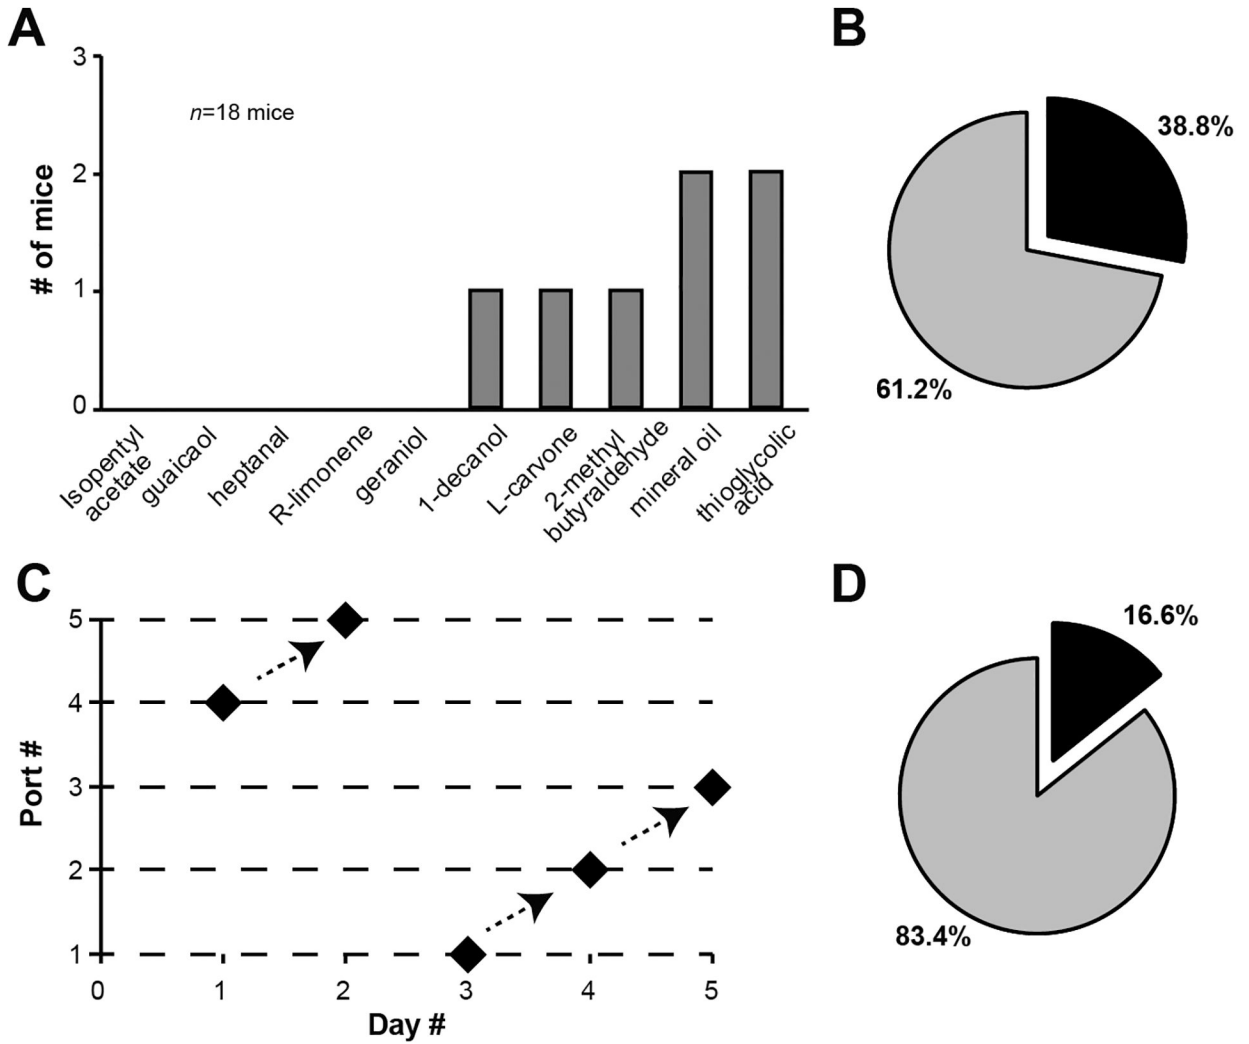 A
3
2
1
0
# of mice
n=18 mice
Isopentyl
acetate
guaicaol
heptanal
R-limonene
geraniol
1-decanol
L-carvone
2-methyl
butyraldehyde
mineral oil
thioglycolic
acid
B
38.8%
61.2%
C
5
4
3
2
1
Port #
0 1 2 3 4 5
Day #
D
16.6%
83.4%